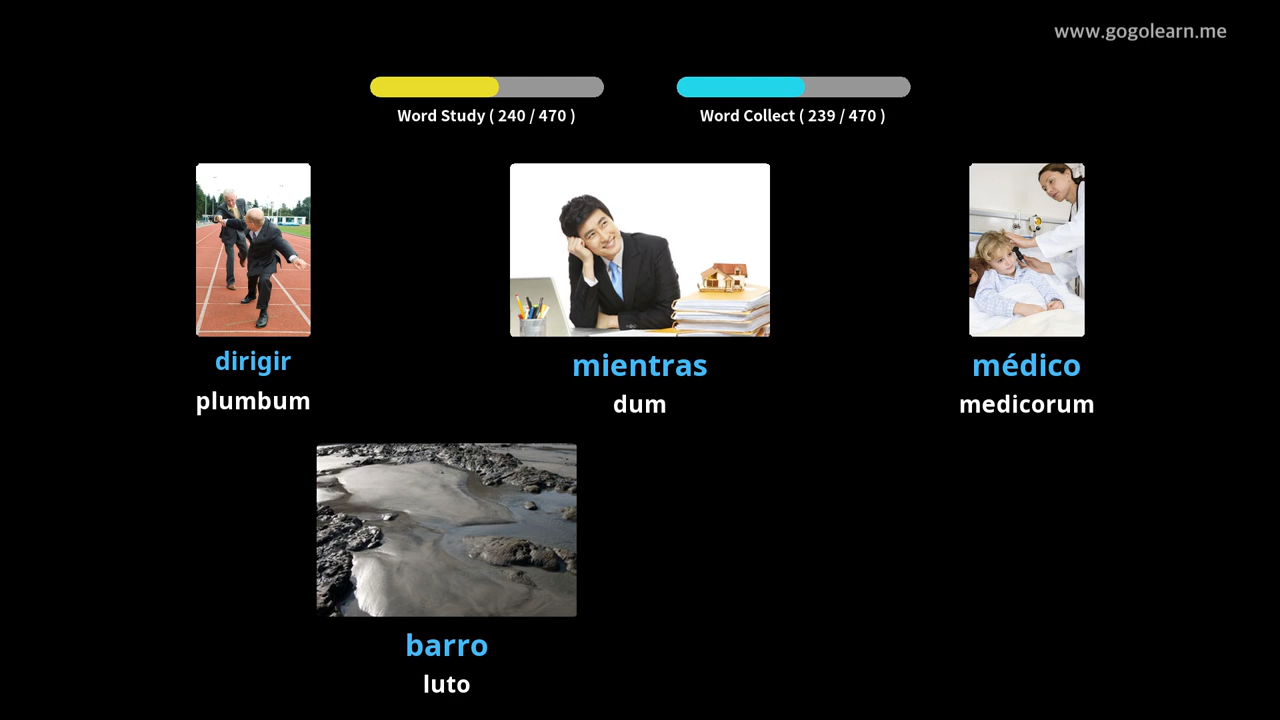 www.gogolearn.me
Word Study ( 240 / 470 )
Word Collect ( 239 / 470 )
dirigir
plumbum
mientras
dum
médico
medicorum
barro
luto